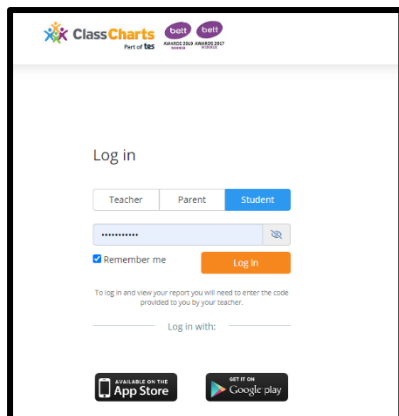 ClassCharts
Part of tes
bett
AWARDS 2019
WINNER
bett
AWARDS 2017
WINNER
Log in
Teacher Parent Student
•••••••••••
Remember me
Log in
To log in and view your report you will need to enter the code
provided to you by your teacher.
Log in with:
AVAILABLE ON THE
App Store
GET IT ON
Google play